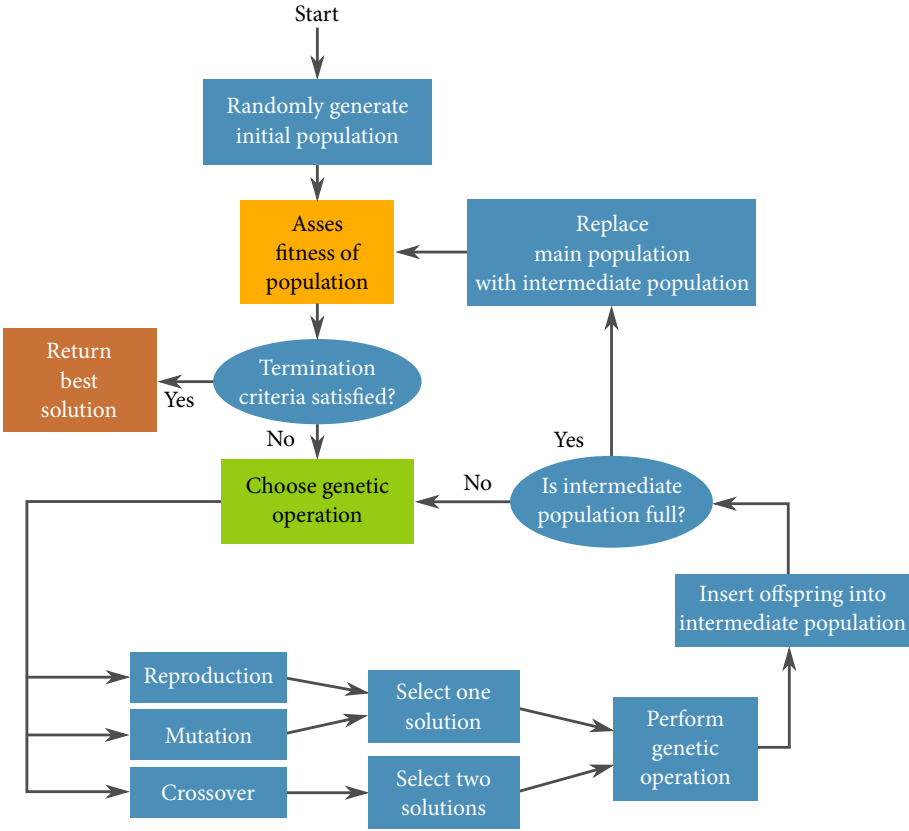 Start
Randomly generate
initial population
Asses
fitness of
population
Replace
main population
with intermediate population
Return
best
solution
Yes
Termination
criteria satisfied?
No
Yes
Choose genetic
operation
No
Is intermediate
population full?
Insert offspring into
intermediate population
Reproduction
Mutation
Crossover
Select one
solution
Select two
solutions
Perform
genetic
operation